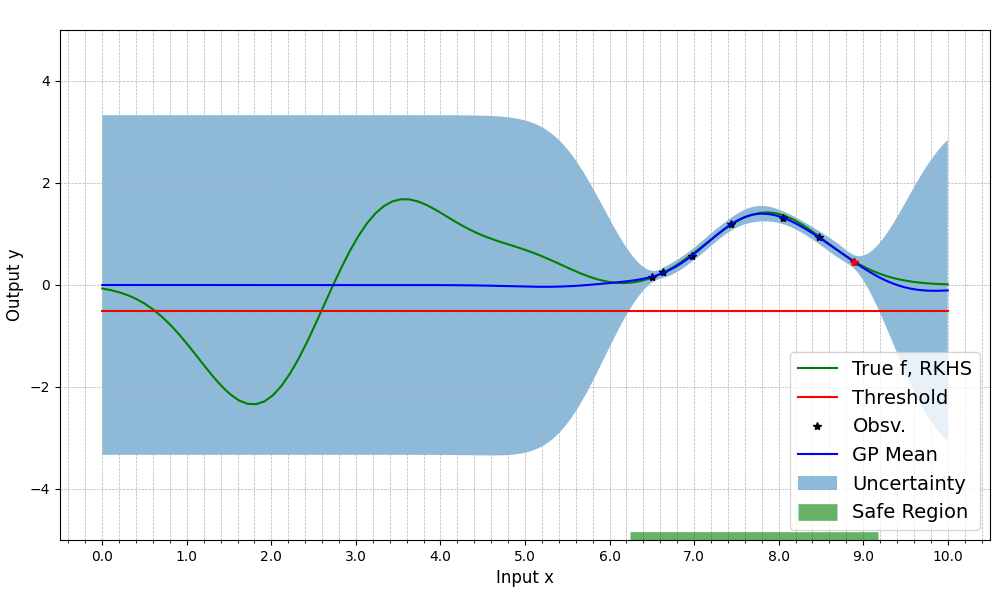 4
2
0
−2
−4
Output y
0.0 1.0 2.0 3.0 4.0 5.0 6.0 7.0 8.0 9.0 10.0
Input x
True f, RKHS
Threshold
Obsv.
GP Mean
Uncertainty
Safe Region